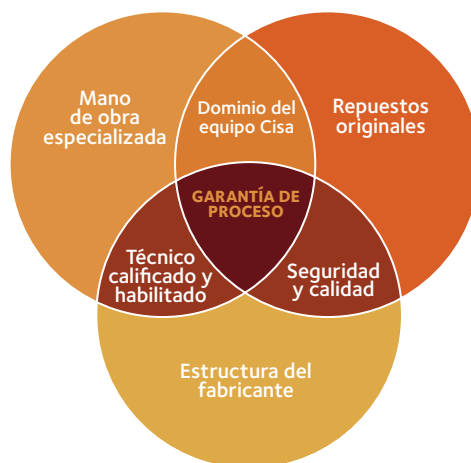 Mano
de obra
especializada
Dominio del
equipo Cisa
Repuestos
originales
GARANTÍA DE
PROCESO
Técnico
calificado y
habilitado
Seguridad
y calidad
Estructura del
fabricante